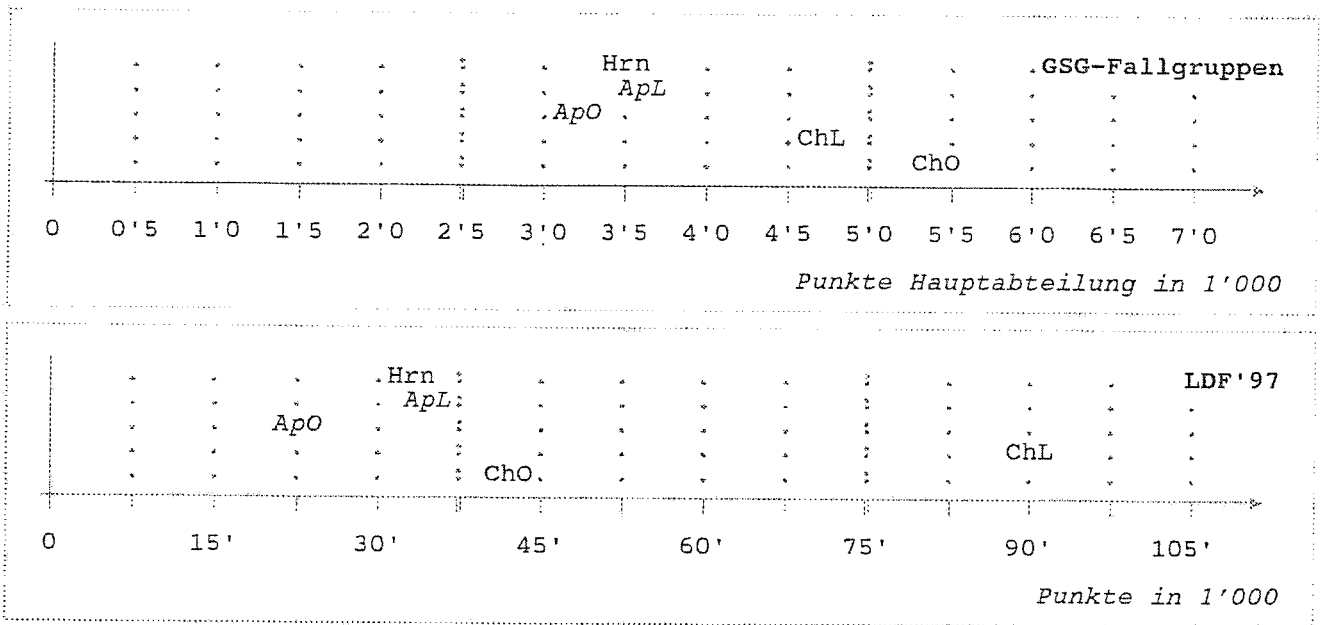 Hrn GSG-Fallgruppen
ApL
ApO
ChL
ChO
0 0'5 1'0 1'5 2'0 2'5 3'0 3'5 4'0 4'5 5'0 5'5 6'0 6'5 7'0
Punkte Hauptabteilung in 1'000
Hrn LDF'97
ApL
ApO
ChL
ChO
0 15' 30' 45' 60' 75' 90' 105'
Punkte in 1'000